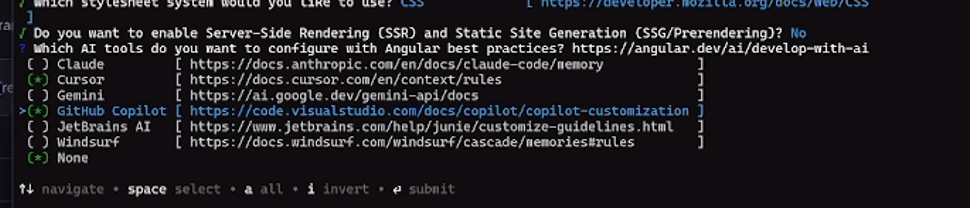 √ Which stylesheet system would you like to use? CSS [ https://developer.mozilla.org/docs/Web/CSS
]
√ Do you want to enable Server-Side Rendering (SSR) and Static Site Generation (SSG/Prerendering)? No
? Which AI tools do you want to configure with Angular best practices? https://angular.dev/ai/develop-with-ai
( ) Claude [ https://docs.anthropic.com/en/docs/claude-code/memory ]
(*) Cursor [ https://docs.cursor.com/en/context/rules ]
( ) Gemini [ https://ai.google.dev/gemini-api/docs ]
>(*) GitHub Copilot [ https://code.visualstudio.com/docs/copilot/copilot-customization ]
( ) JetBrains AI [ https://www.jetbrains.com/help/junie/customize-guidelines.html ]
( ) Windsurf [ https://docs.windsurf.com/windsurf/cascade/memories#rules ]
(*) None
↑↓ navigate • space select • a all • i invert • ⏎ submit